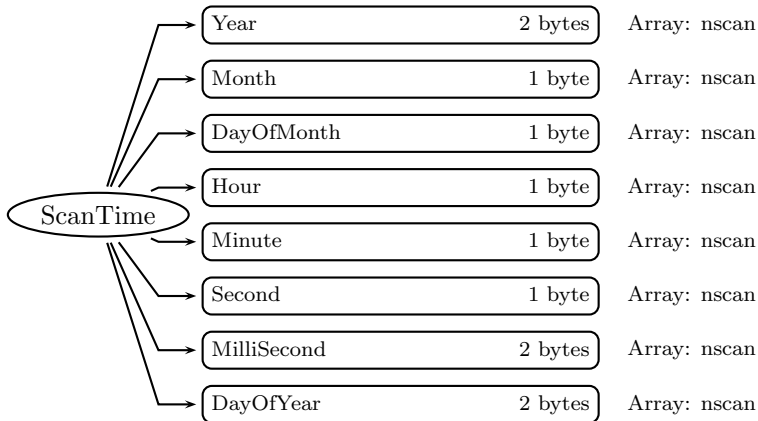 Year 2 bytes Array: nscan
Month 1 byte Array: nscan
DayOfMonth 1 byte Array: nscan
Hour 1 byte Array: nscan
ScanTime
Minute 1 byte Array: nscan
Second 1 byte Array: nscan
MilliSecond 2 bytes Array: nscan
DayOfYear 2 bytes Array: nscan